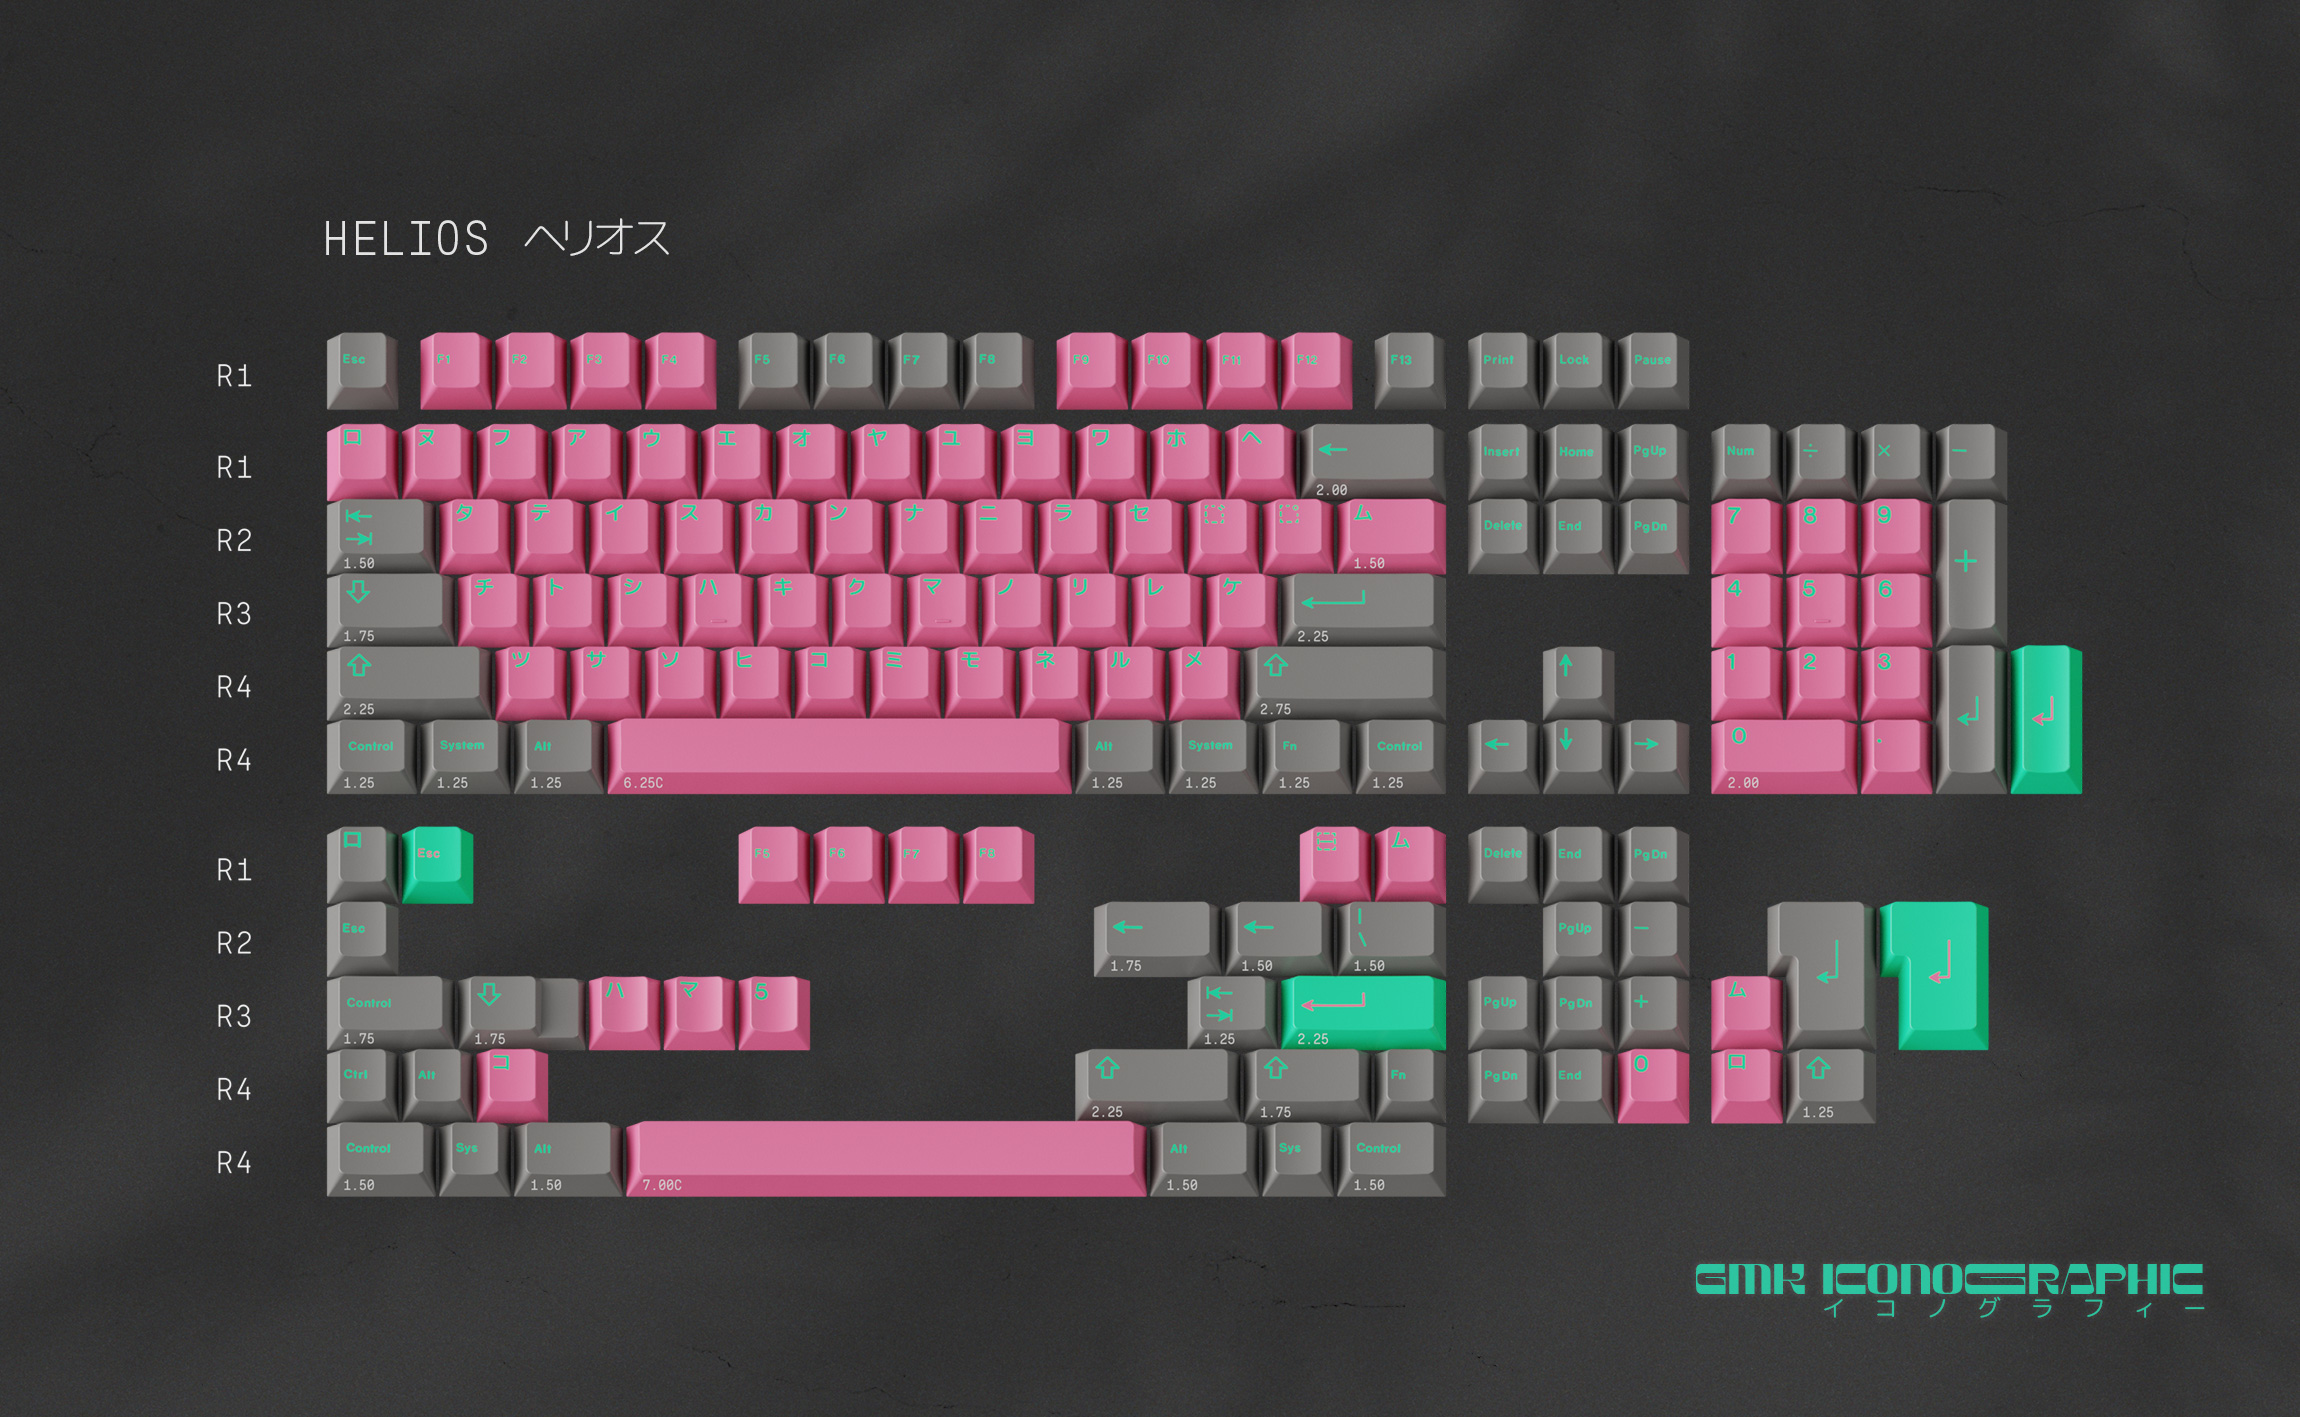 HELIOS ヘリオス
R1 Esc F1 F2 F3 F4 F5 F6 F7 F8 F9 F10 F11 F12 F13 Print Lock Pause
R1 ロ ヌ フ ア ウ エ オ ヤ ユ ヨ ワ ホ ヘ ← 2.00 Insert Home PgUp Num ÷ × −
R2 1.50 タ テ イ ス カ ン ナ ニ ラ セ ム 1.50 Delete End PgDn 7 8 9 +
R3 1.75 チ ト シ ハ キ ク マ ノ リ レ ケ 2.25 4 5 6
R4 2.25 ツ サ ソ ヒ コ ミ モ ネ ル メ 2.75 ↑ 1 2 3
R4 Control 1.25 System 1.25 Alt 1.25 6.25C Alt 1.25 System 1.25 Fn 1.25 Control 1.25 ← ↓ → 0 2.00 .
R1 ロ Esc F5 F6 F7 F8 ム Delete End PgDn
R2 Esc ← 1.75 ← 1.50 | \ 1.50 PgUp −
R3 Control 1.75 1.75 ハ マ 5 1.25 2.25 PgUp PgDn + ム
R4 Ctrl Alt コ 2.25 1.75 Fn PgDn End 0 ロ 1.25
R4 Control 1.50 Sys Alt 1.50 7.00C Alt 1.50 Sys Control 1.50
GMK ICONOGRAPHIC
イコノグラフィー